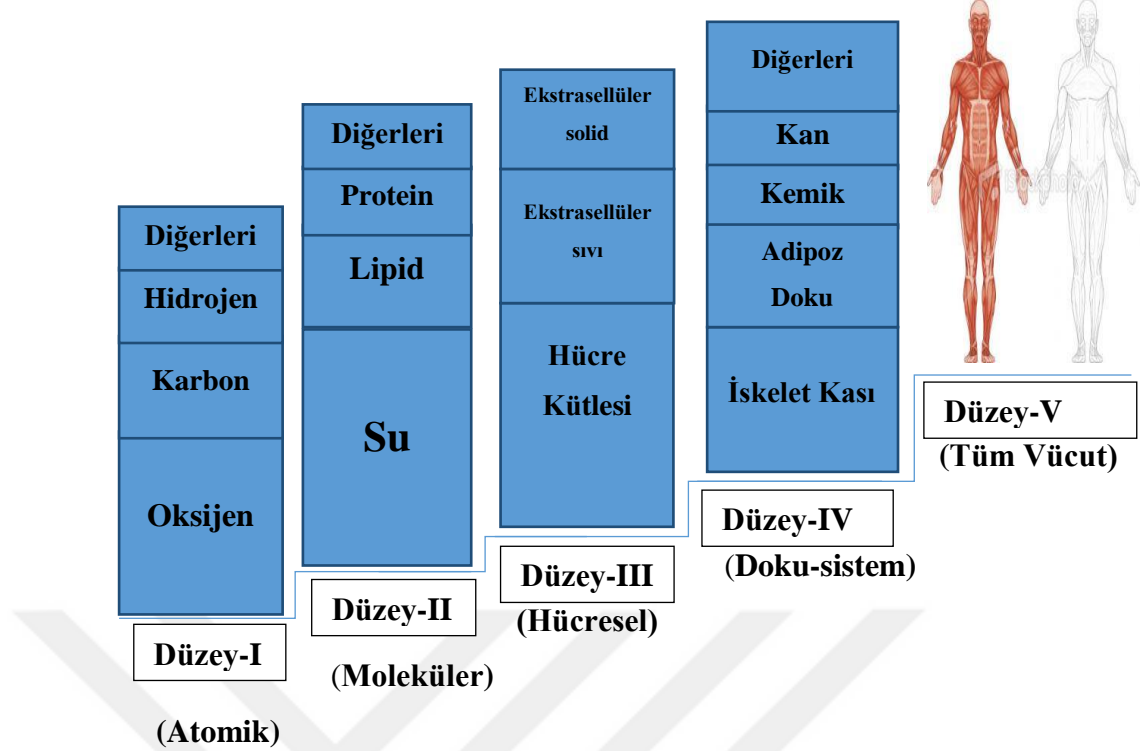 Diğerleri
Hidrojen
Karbon
Oksijen
Düzey-I
(Atomik)
Diğerleri
Protein
Lipid
Su
Düzey-II
(Moleküler)
Ekstrasellüler
solid
Ekstrasellüler
sıvı
Hücre
Kütlesi
Düzey-III
(Hücresel)
Diğerleri
Kan
Kemik
Adipoz
Doku
İskelet Kası
Düzey-IV
(Doku-sistem)
Düzey-V
(Tüm Vücut)